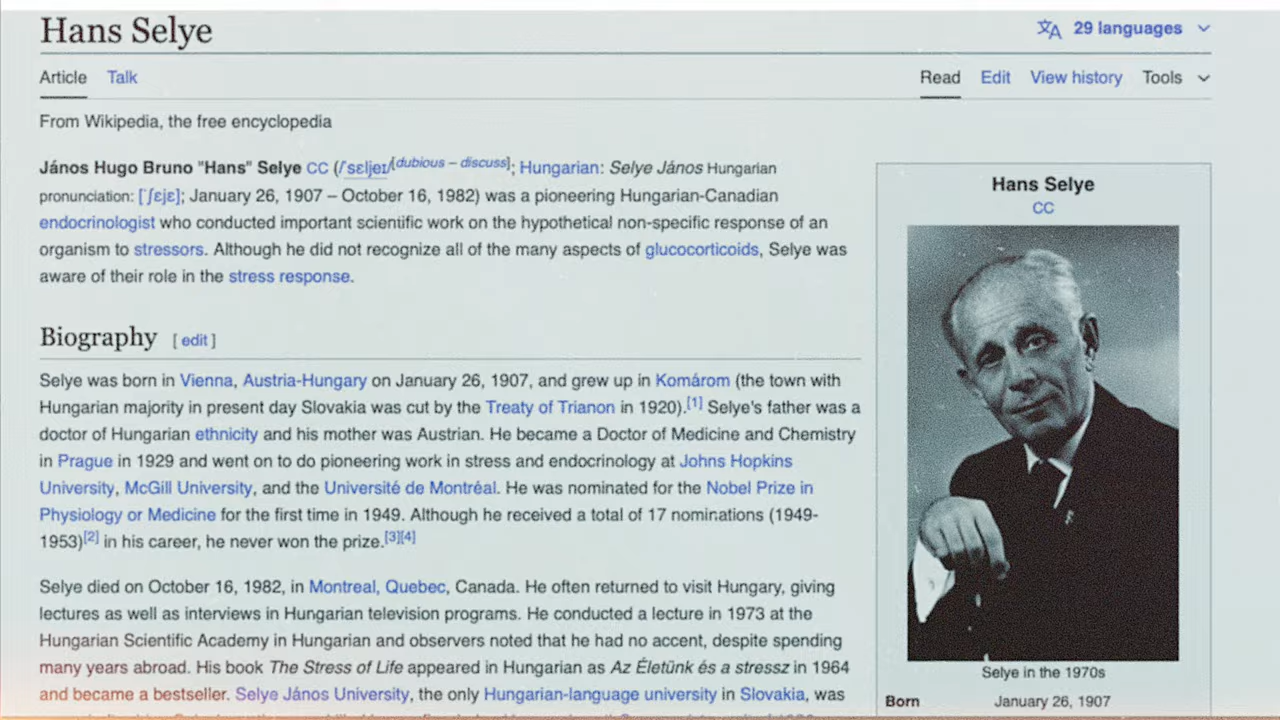 Hans Selye
29 languages
Article Talk
Read Edit View history Tools
From Wikipedia, the free encyclopedia
János Hugo Bruno "Hans" Selye CC (/ˈsɛljeɪ/[dubious – discuss]; Hungarian: Selye János Hungarian
pronunciation: [ˈʃɛjɛ]; January 26, 1907 – October 16, 1982) was a pioneering Hungarian-Canadian
endocrinologist who conducted important scientific work on the hypothetical non-specific response of an
organism to stressors. Although he did not recognize all of the many aspects of glucocorticoids, Selye was
aware of their role in the stress response.
Biography [ edit ]
Selye was born in Vienna, Austria-Hungary on January 26, 1907, and grew up in Komárom (the town with
Hungarian majority in present day Slovakia was cut by the Treaty of Trianon in 1920).[1] Selye's father was a
doctor of Hungarian ethnicity and his mother was Austrian. He became a Doctor of Medicine and Chemistry
in Prague in 1929 and went on to do pioneering work in stress and endocrinology at Johns Hopkins
University, McGill University, and the Université de Montréal. He was nominated for the Nobel Prize in
Physiology or Medicine for the first time in 1949. Although he received a total of 17 nominations (1949-
1953)[2] in his career, he never won the prize.[3][4]
Selye died on October 16, 1982, in Montreal, Quebec, Canada. He often returned to visit Hungary, giving
lectures as well as interviews in Hungarian television programs. He conducted a lecture in 1973 at the
Hungarian Scientific Academy in Hungarian and observers noted that he had no accent, despite spending
many years abroad. His book The Stress of Life appeared in Hungarian as Az Életünk és a stressz in 1964
and became a bestseller. Selye János University, the only Hungarian-language university in Slovakia, was
Hans Selye
CC
Selye in the 1970s
Born January 26, 1907